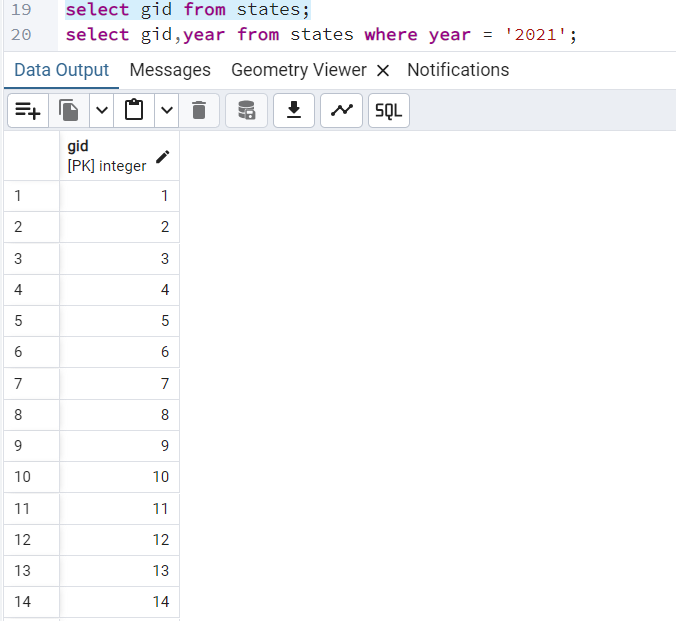 19 select gid from states;
20 select gid,year from states where year = '2021';
Data Output Messages Geometry Viewer × Notifications
SQL
gid
[PK] integer
1 1
2 2
3 3
4 4
5 5
6 6
7 7
8 8
9 9
10 10
11 11
12 12
13 13
14 14